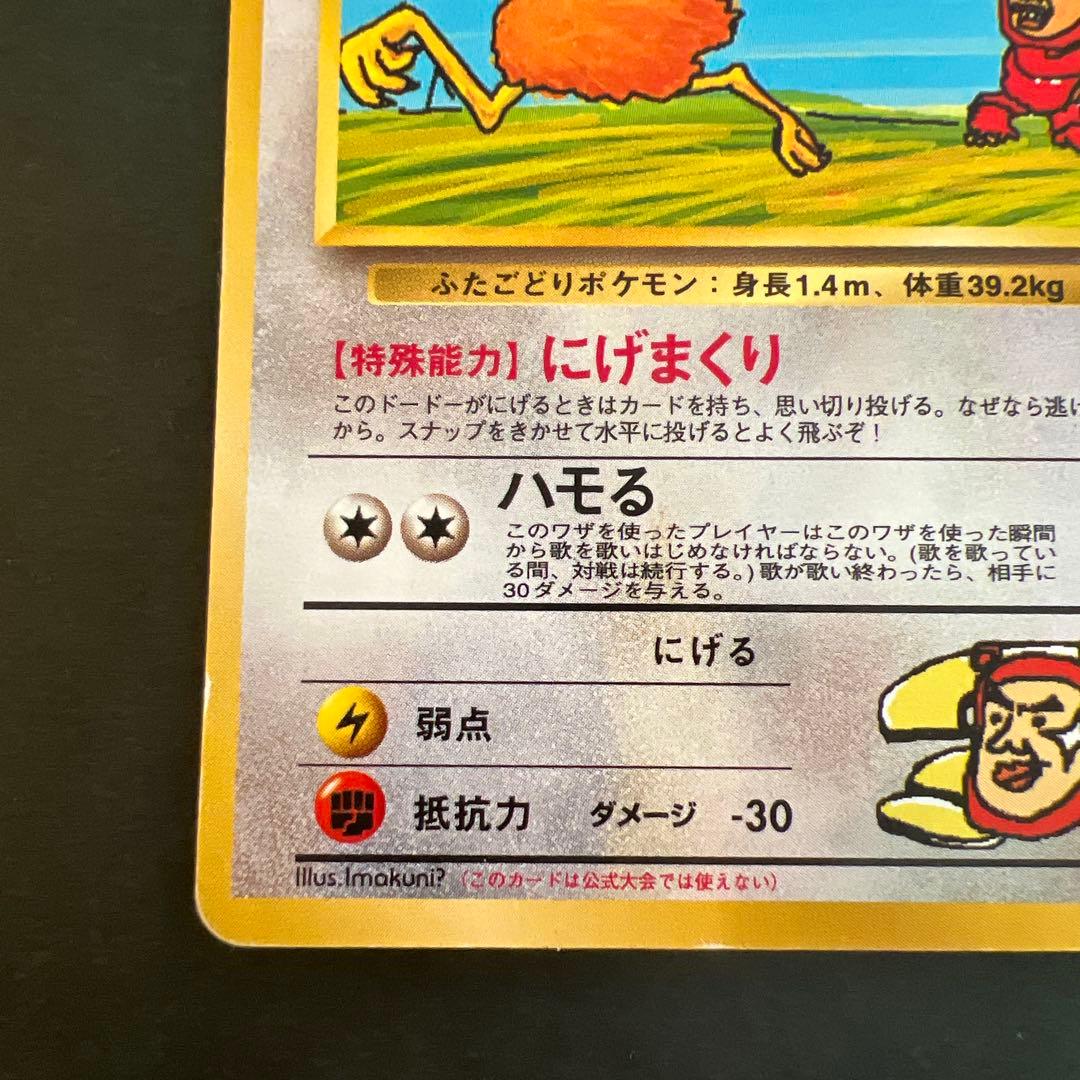 ふたごどりポケモン：身長1.4m、体重39.2kg
【特殊能力】にげまくり
このドードーがにげるときはカードを持ち、思い切り投げる。なぜなら逃げ
から。スナップをきかせて水平に投げるとよく飛ぶぞ！
ハモる
このワザを使ったプレイヤーはこのワザを使った瞬間
から歌を歌いはじめなければならない。(歌を歌ってい
る間、対戦は続行する。)歌が歌い終わったら、相手に
30ダメージを与える。
にげる
弱点
抵抗力 ダメージ -30
Illus.Imakuni?（このカードは公式大会では使えない）